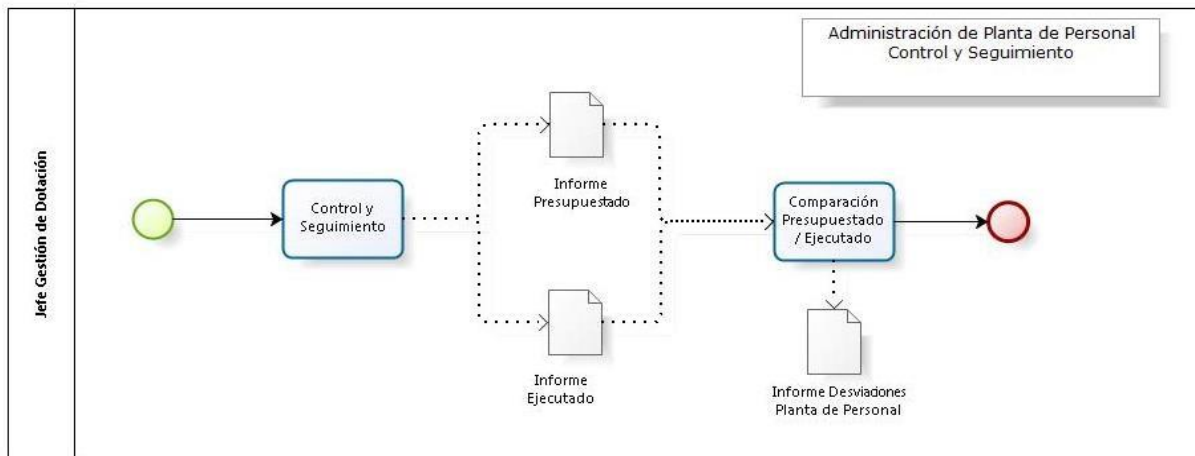 Administración de Planta de Personal
Control y Seguimiento
Jefe Gestión de Dotación
Control y
Seguimiento
Informe
Presupuestado
Informe
Ejecutado
Comparación
Presupuestado
/ Ejecutado
Informe Desviaciones
Planta de Personal